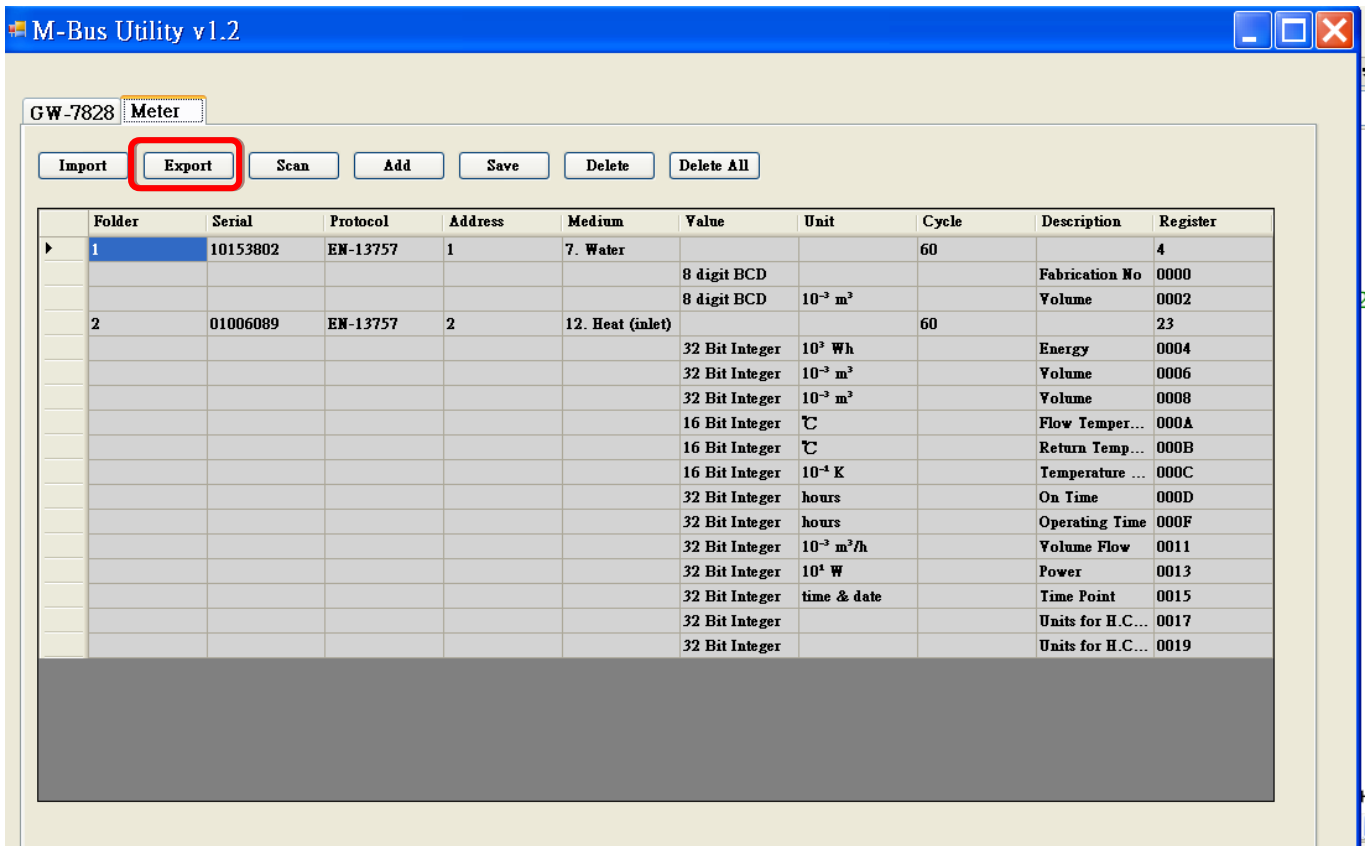 M-Bus Utility v1.2
GW-7828 Meter
Import Export Scan Add Save Delete Delete All
Folder Serial Protocol Address Medium Value Unit Cycle Description Register
1 10153802 EN-13757 1 7. Water 60 4
8 digit BCD Fabrication No 0000
8 digit BCD 10⁻³ m³ Volume 0002
2 01006089 EN-13757 2 12. Heat (inlet) 60 23
32 Bit Integer 10³ Wh Energy 0004
32 Bit Integer 10⁻³ m³ Volume 0006
32 Bit Integer 10⁻³ m³ Volume 0008
16 Bit Integer ℃ Flow Temper... 000A
16 Bit Integer ℃ Return Temp... 000B
16 Bit Integer 10⁻¹ K Temperature ... 000C
32 Bit Integer hours On Time 000D
32 Bit Integer hours Operating Time 000F
32 Bit Integer 10⁻³ m³/h Volume Flow 0011
32 Bit Integer 10¹ W Power 0013
32 Bit Integer time & date Time Point 0015
32 Bit Integer Units for H.C... 0017
32 Bit Integer Units for H.C... 0019